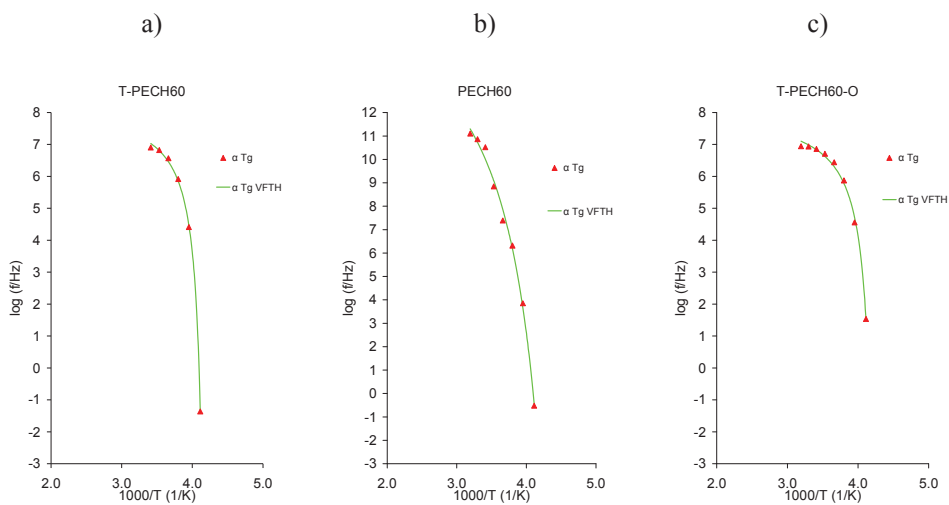 a)
b)
c)
T-PECH60
8
7
6
5
4
3
2
1
0
-1
-2
-3
log (f/Hz)
2.0 3.0 4.0 5.0
1000/T (1/K)
α Tg
α Tg VFTH
PECH60
12
11
10
9
8
7
6
5
4
3
2
1
0
-1
-2
-3
log (f/Hz)
2.0 3.0 4.0 5.0
1000/T (1/K)
α Tg
α Tg VFTH
T-PECH60-O
8
7
6
5
4
3
2
1
0
-1
-2
-3
log (f/Hz)
2.0 3.0 4.0 5.0
1000/T (1/K)
α Tg
α Tg VFTH